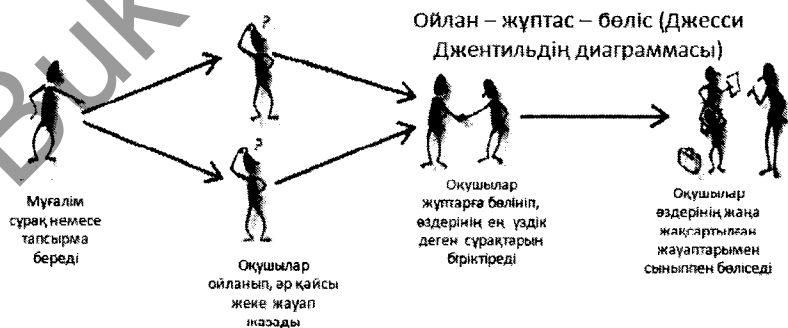 Ойлан – жұптас – бөліс (Джесси
Джентильдің диаграммасы)
?
?
Мұғалім
сұрақ немесе
тапсырма
береді
Оқушылар
ойланып, әр қайсы
жеке жауап
жазады
Оқушылар
жұптарға бөлініп,
өздерінің ең үздік
деген сұрақтарын
біріктіреді
Оқушылар
өздерінің жаңа
жақсартылған
жауаптарымен
сыныппен бөліседі
Buk